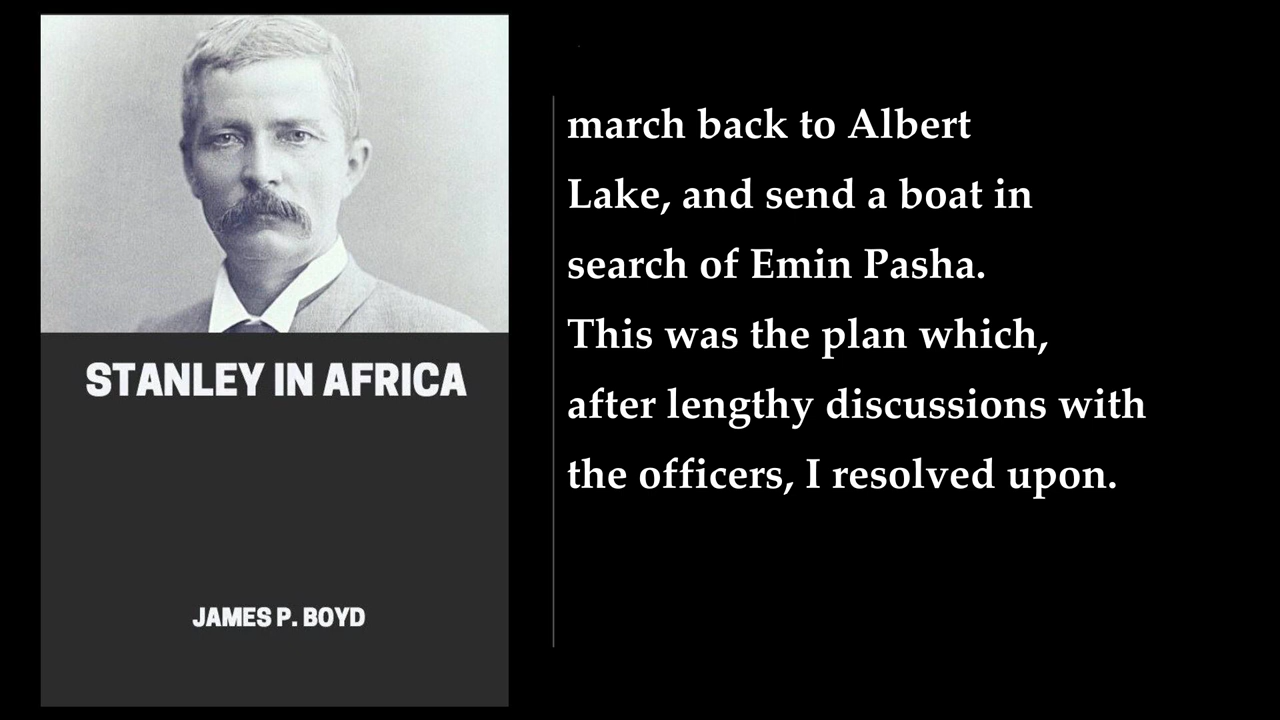 STANLEY IN AFRICA
JAMES P. BOYD
march back to Albert
Lake, and send a boat in
search of Emin Pasha.
This was the plan which,
after lengthy discussions with
the officers, I resolved upon.